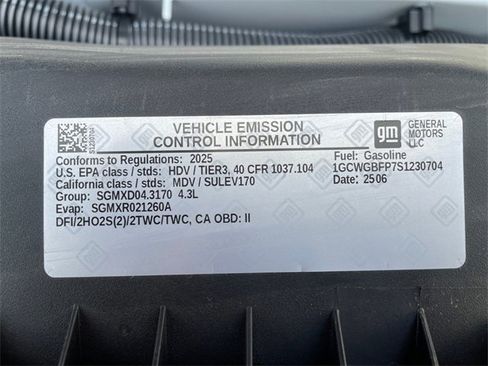 S1230704
VEHICLE EMISSION
CONTROL INFORMATION
gm
GENERAL
MOTORS
LLC
Conforms to Regulations: 2025
U.S. EPA class / stds: HDV / TIER3, 40 CFR 1037.104
California class / stds: MDV / SULEV170
Group: SGMXD04.3170 4.3L
Evap: SGMXR021260A
DFI/2HO2S(2)/2TWC/TWC, CA OBD: II
Fuel: Gasoline
1GCWGBFP7S1230704
2506